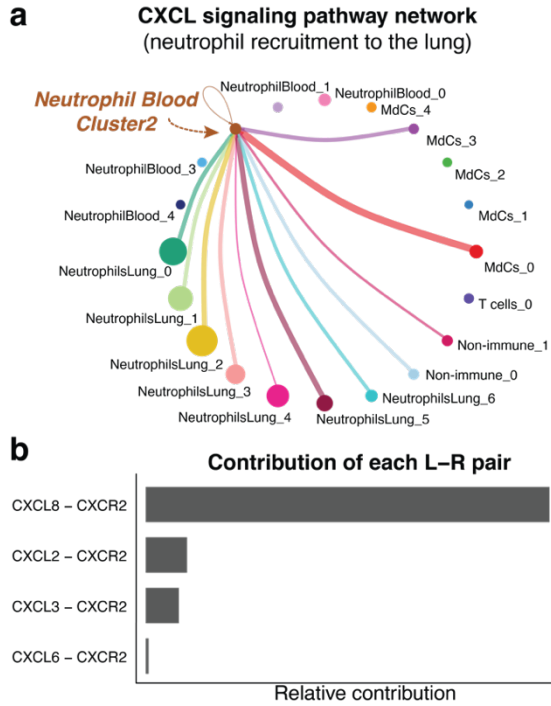 a
CXCL signaling pathway network
(neutrophil recruitment to the lung)
Neutrophil Blood
Cluster2
NeutrophilBlood_1
NeutrophilBlood_0
MdCs_4
MdCs_3
MdCs_2
MdCs_1
MdCs_0
T cells_0
Non-immune_1
Non-immune_0
NeutrophilsLung_6
NeutrophilsLung_5
NeutrophilsLung_4
NeutrophilsLung_3
NeutrophilsLung_2
NeutrophilsLung_1
NeutrophilsLung_0
NeutrophilBlood_4
NeutrophilBlood_3
b
Contribution of each L−R pair
CXCL8 − CXCR2
CXCL2 − CXCR2
CXCL3 − CXCR2
CXCL6 − CXCR2
Relative contribution